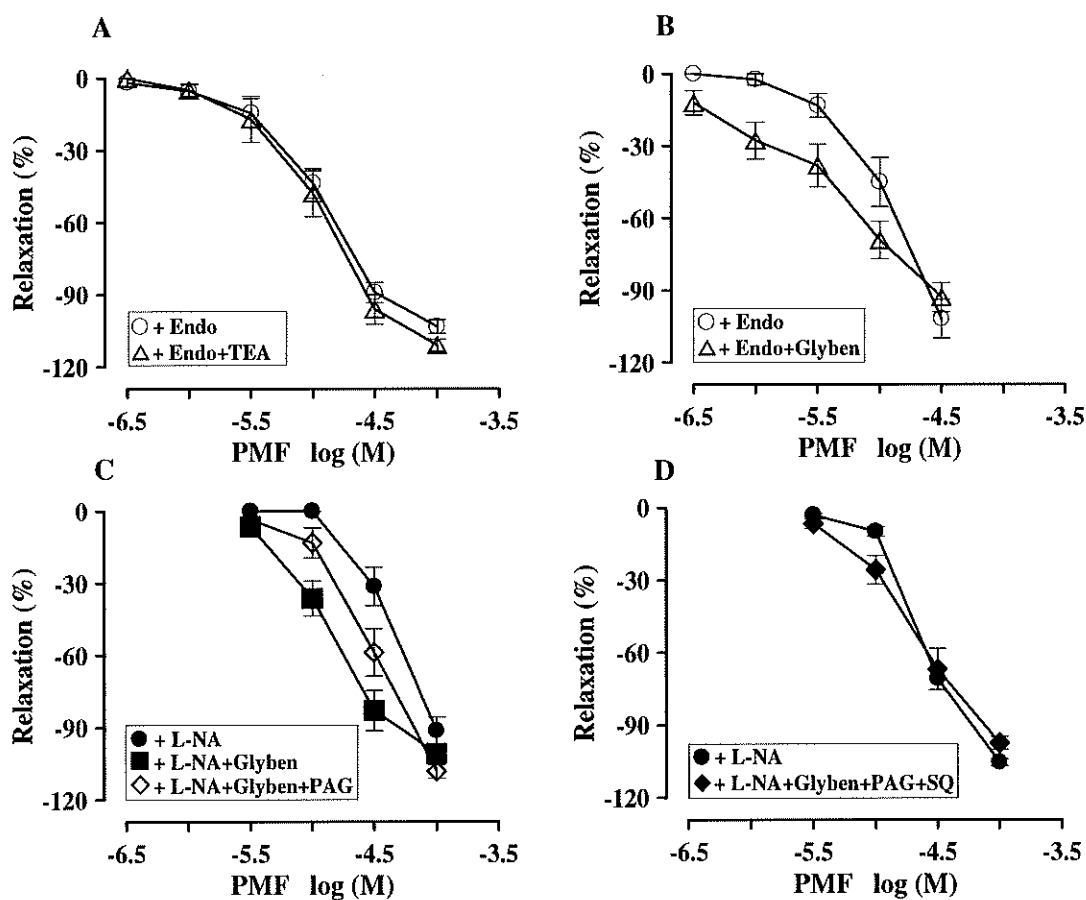 A
0
-30
-60
-90
-120
Relaxation (%)
+ Endo
+ Endo+TEA
-6.5 -5.5 -4.5 -3.5
PMF log (M)
B
0
-30
-60
-90
-120
Relaxation (%)
+ Endo
+ Endo+Glyben
-6.5 -5.5 -4.5 -3.5
PMF log (M)
C
0
-30
-60
-90
-120
Relaxation (%)
+ L-NA
+ L-NA+Glyben
+ L-NA+Glyben+PAG
-6.5 -5.5 -4.5 -3.5
PMF log (M)
D
0
-30
-60
-90
-120
Relaxation (%)
+ L-NA
+ L-NA+Glyben+PAG+SQ
-6.5 -5.5 -4.5 -3.5
PMF log (M)